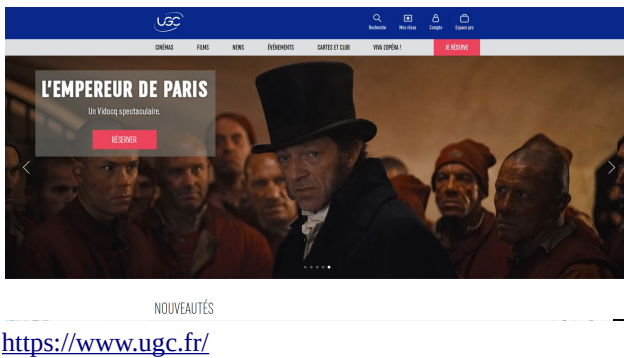 UGC
Recherche Mes résas Compte Espace pro
CINÉMAS FILMS NEWS ÉVÉNEMENTS CARTES ET CLUB VIVA L'OPÉRA ! JE RÉSERVE
L'EMPEREUR DE PARIS
Un Vidocq spectaculaire.
RÉSERVER
NOUVEAUTÉS
https://www.ugc.fr/